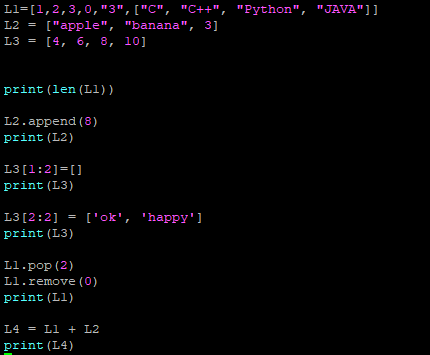 L1=[1,2,3,0,"3",["C", "C++", "Python", "JAVA"]]
L2 = ["apple", "banana", 3]
L3 = [4, 6, 8, 10]
print(len(L1))
L2.append(8)
print(L2)
L3[1:2]=[]
print(L3)
L3[2:2] = ['ok', 'happy']
print(L3)
L1.pop(2)
L1.remove(0)
print(L1)
L4 = L1 + L2
print(L4)